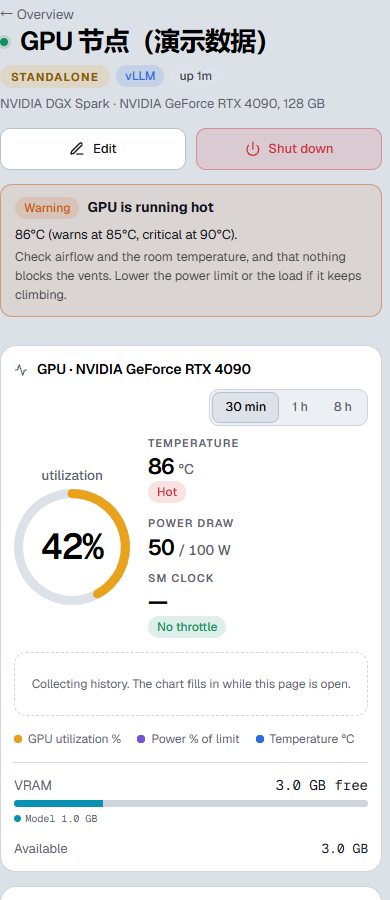 ← Overview
GPU 节点（演示数据）
STANDALONE vLLM up 1m
NVIDIA DGX Spark · NVIDIA GeForce RTX 4090, 128 GB
Edit Shut down
Warning GPU is running hot
86°C (warns at 85°C, critical at 90°C).
Check airflow and the room temperature, and that nothing
blocks the vents. Lower the power limit or the load if it keeps
climbing.
GPU · NVIDIA GeForce RTX 4090
30 min 1 h 8 h
utilization
42%
TEMPERATURE
86 °C
Hot
POWER DRAW
50 / 100 W
SM CLOCK
—
No throttle
Collecting history. The chart fills in while this page is open.
GPU utilization % Power % of limit Temperature °C
VRAM 3.0 GB free
Model 1.0 GB
Available 3.0 GB